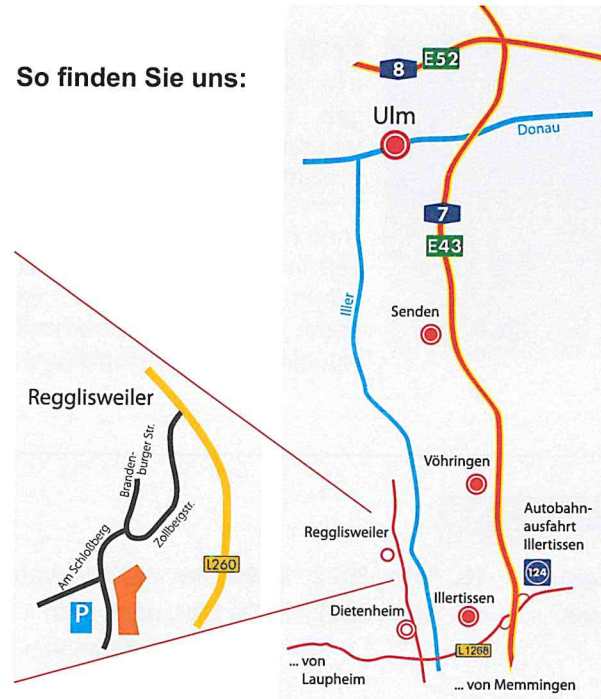 So finden Sie uns:
8
E52
Ulm
Donau
7
E43
Iller
Senden
Vöhringen
Autobahn-
ausfahrt
Illertissen
124
Regglisweiler
Dietenheim
Illertissen
L1268
... von
Laupheim
... von Memmingen
Regglisweiler
Branden-
burger Str.
Zollbergstr.
Am Schloßberg
L260
P